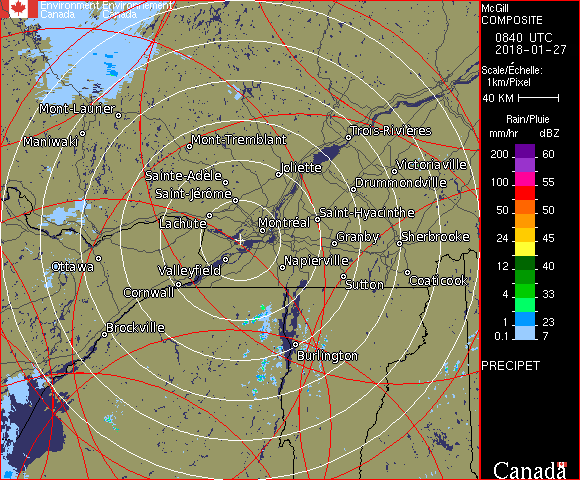 Environment Environnement
Canada Canada
McGill
COMPOSITE
0840 UTC
2018-01-27
Scale/Échelle:
1km/Pixel
40 KM
Rain/Pluie
mm/hr dBZ
200 60
100 55
50 50
24 45
12 40
4 33
1 23
0.1 7
PRECIPET
Mont-Laurier
Maniwaki
Mont-Tremblant
Trois-Rivières
Victoriaville
Joliette
Sainte-Adèle
Drummondville
Saint-Jérôme
Lachute
Montréal
Saint-Hyacinthe
Granby
Sherbrooke
Ottawa
Valleyfield
Napierville
Coaticook
Cornwall
Sutton
Brockville
Burlington
Canada